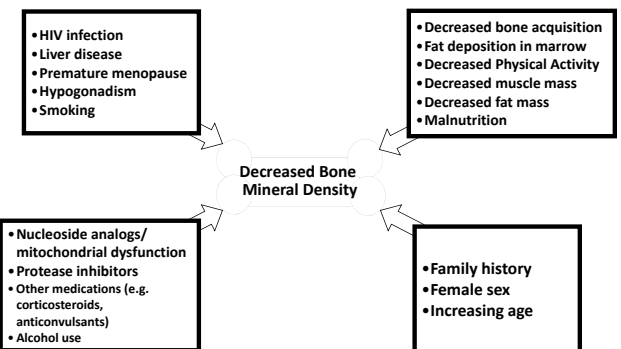 •HIV infection
•Liver disease
•Premature menopause
•Hypogonadism
•Smoking
•Decreased bone acquisition
•Fat deposition in marrow
•Decreased Physical Activity
•Decreased muscle mass
•Decreased fat mass
•Malnutrition
Decreased Bone
Mineral Density
•Nucleoside analogs/
mitochondrial dysfunction
•Protease inhibitors
•Other medications (e.g.
corticosteroids,
anticonvulsants)
•Alcohol use
•Family history
•Female sex
•Increasing age